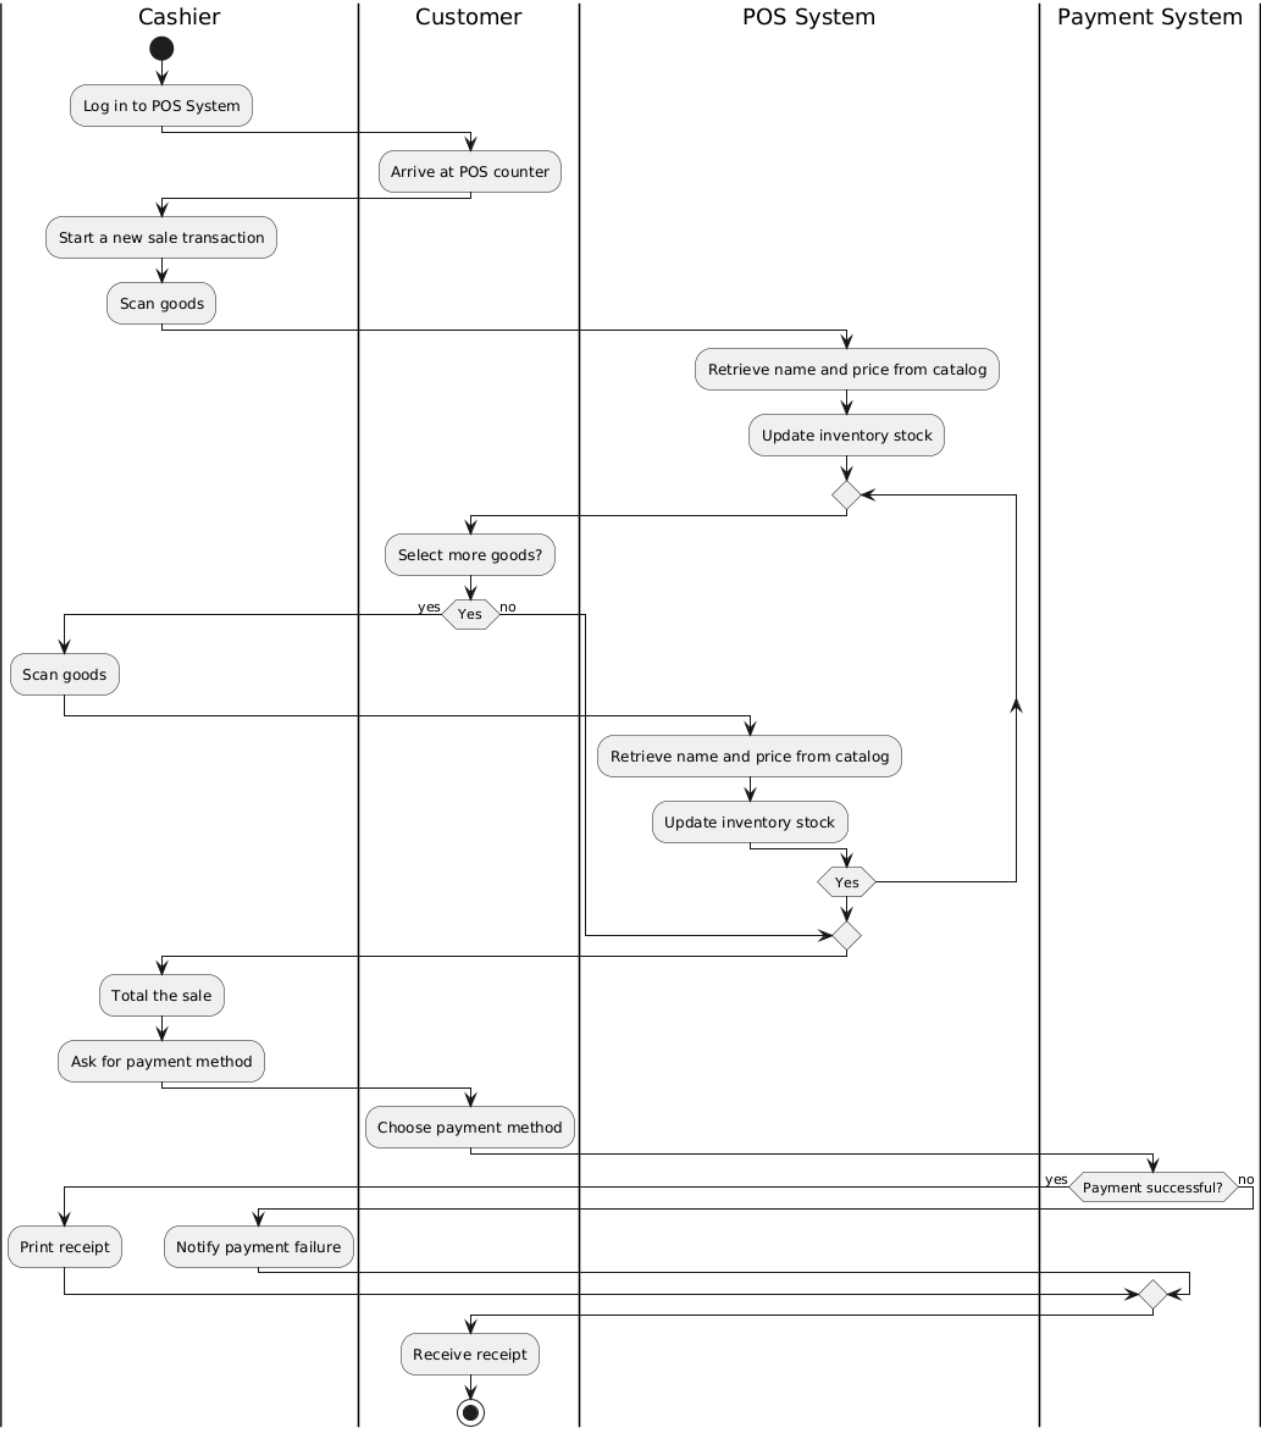 Cashier
Customer
POS System
Payment System
Log in to POS System
Arrive at POS counter
Start a new sale transaction
Scan goods
Retrieve name and price from catalog
Update inventory stock
Select more goods?
yes
Yes
no
Scan goods
Retrieve name and price from catalog
Update inventory stock
Yes
Total the sale
Ask for payment method
Choose payment method
yes
Payment successful?
no
Print receipt
Notify payment failure
Receive receipt